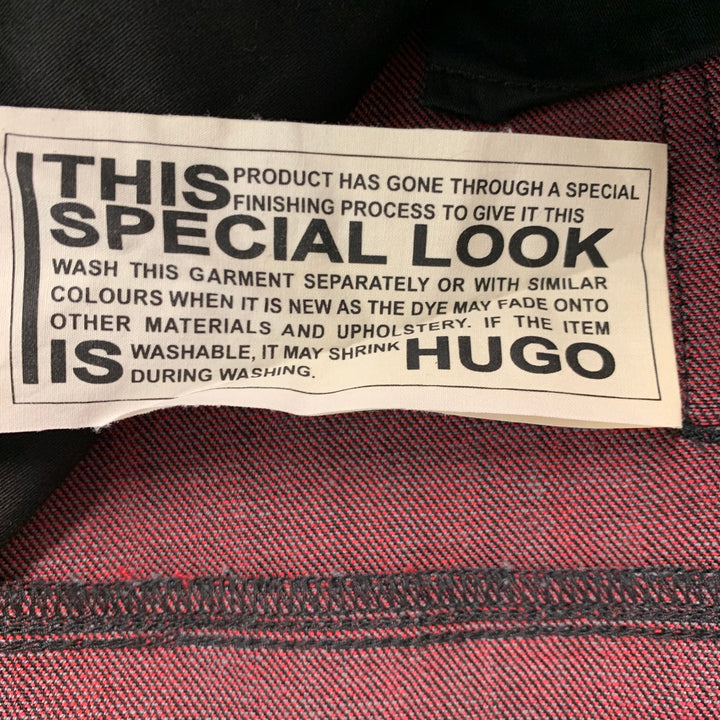 THIS PRODUCT HAS GONE THROUGH A SPECIAL
FINISHING PROCESS TO GIVE IT THIS
SPECIAL LOOK
WASH THIS GARMENT SEPARATELY OR WITH SIMILAR
COLOURS WHEN IT IS NEW AS THE DYE MAY FADE ONTO
OTHER MATERIALS AND UPHOLSTERY. IF THE ITEM
IS WASHABLE, IT MAY SHRINK HUGO
DURING WASHING.